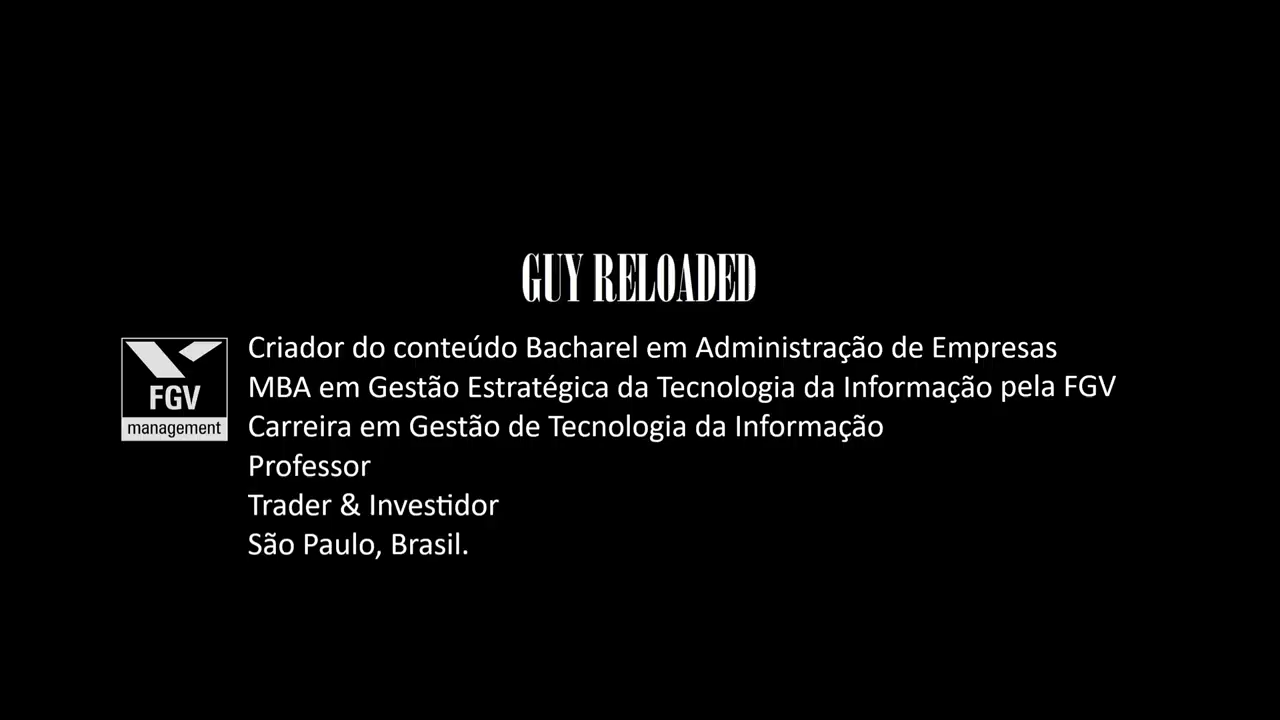 GUY RELOADED
FGV
management
Criador do conteúdo Bacharel em Administração de Empresas
MBA em Gestão Estratégica da Tecnologia da Informação pela FGV
Carreira em Gestão de Tecnologia da Informação
Professor
Trader & Investidor
São Paulo, Brasil.